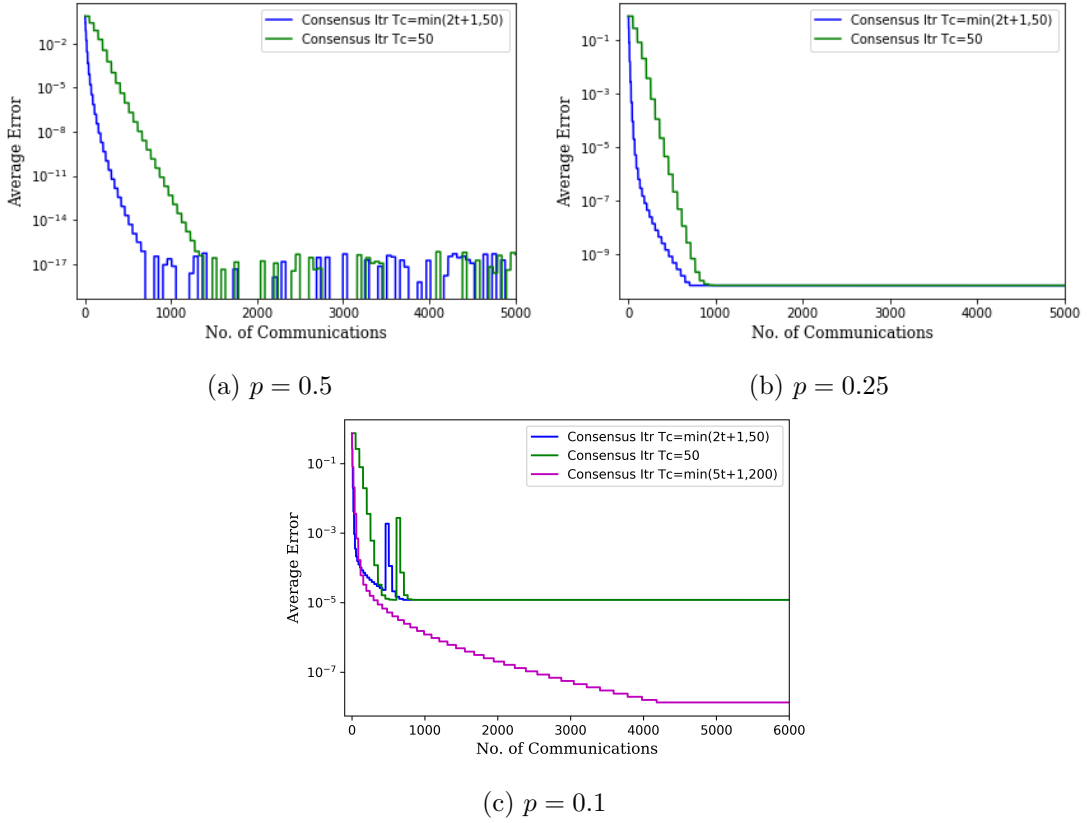 Consensus Itr Tc=min(2t+1,50)
Consensus Itr Tc=50
Average Error
10⁻²
10⁻⁵
10⁻⁸
10⁻¹¹
10⁻¹⁴
10⁻¹⁷
0 1000 2000 3000 4000 5000
No. of Communications
(a) p = 0.5
Consensus Itr Tc=min(2t+1,50)
Consensus Itr Tc=50
Average Error
10⁻¹
10⁻³
10⁻⁵
10⁻⁷
10⁻⁹
0 1000 2000 3000 4000 5000
No. of Communications
(b) p = 0.25
Consensus Itr Tc=min(2t+1,50)
Consensus Itr Tc=50
Consensus Itr Tc=min(5t+1,200)
Average Error
10⁻¹
10⁻³
10⁻⁵
10⁻⁷
0 1000 2000 3000 4000 5000 6000
No. of Communications
(c) p = 0.1